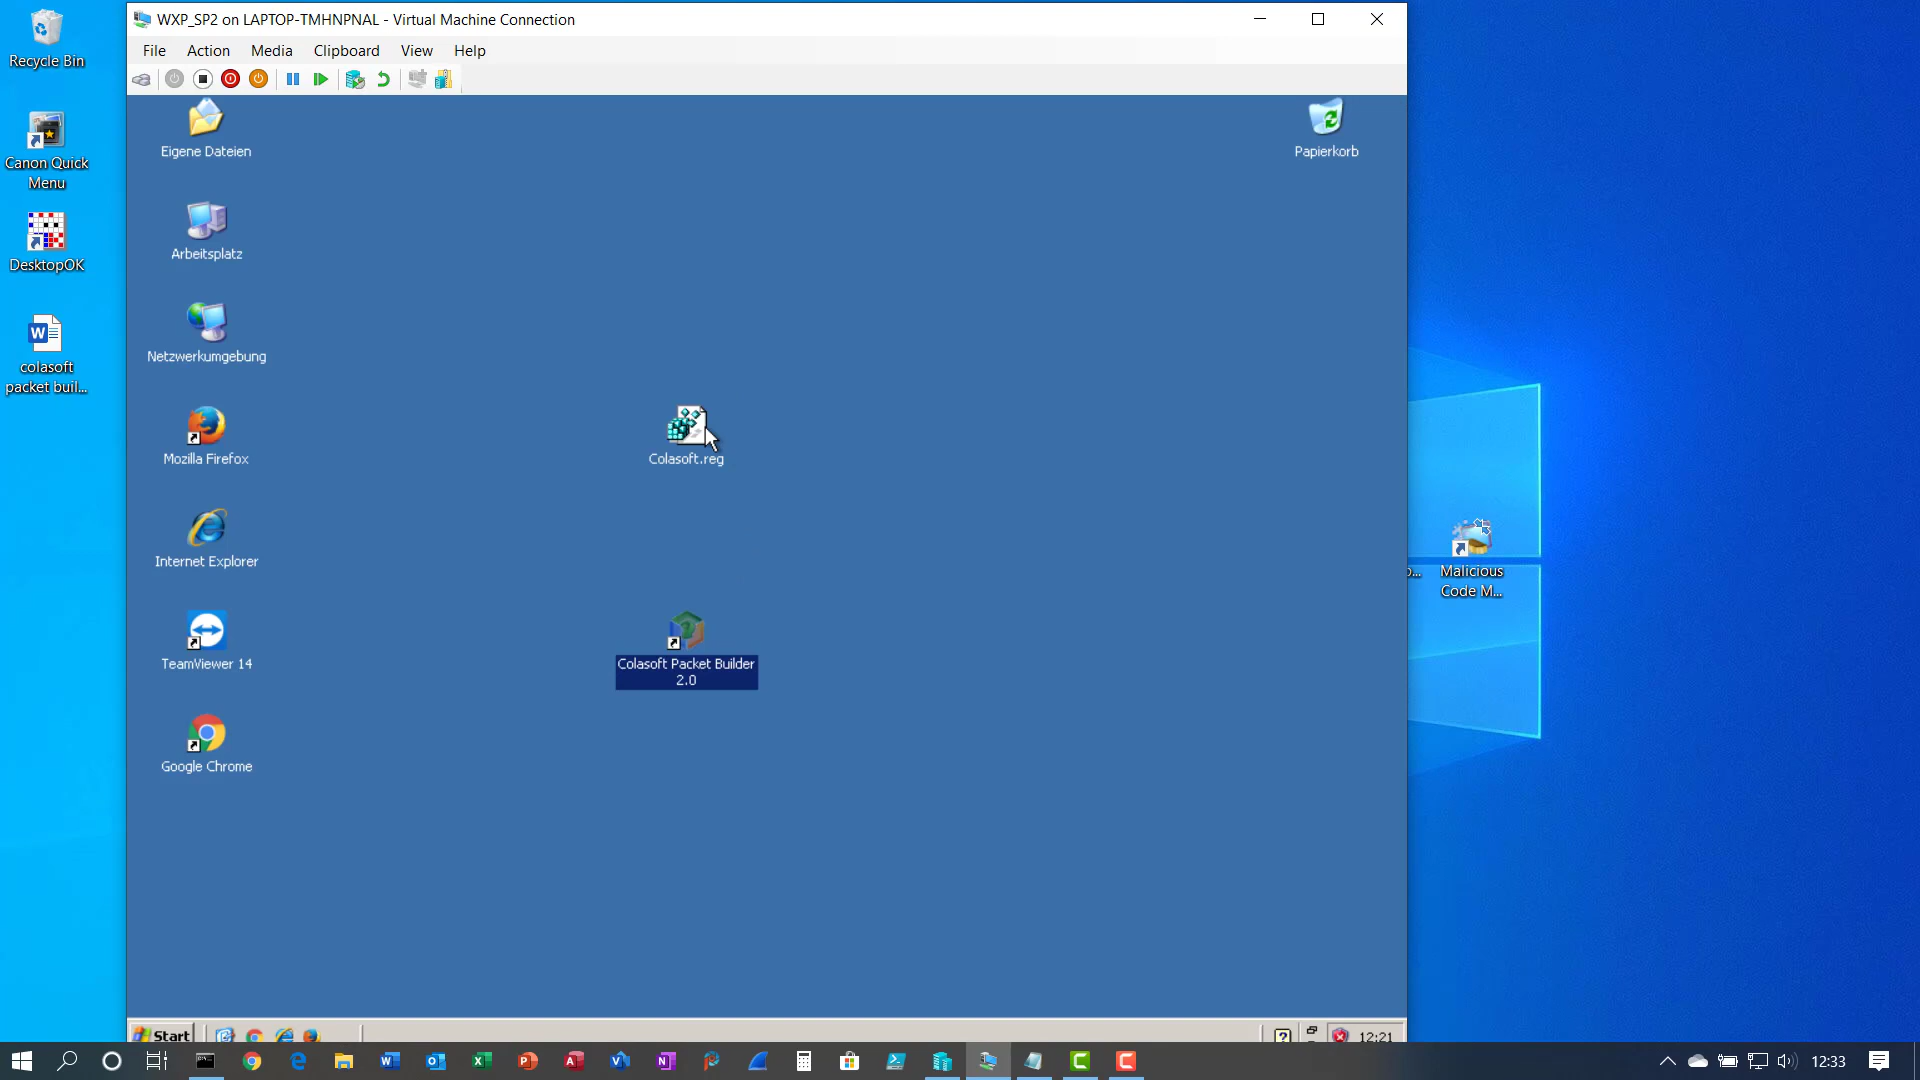 WXP_SP2 on LAPTOP-TMHNPNAL - Virtual Machine Connection
File Action Media Clipboard View Help
Recycle Bin
Canon Quick
Menu
DesktopOK
colasoft
packet buil...
Eigene Dateien
Papierkorb
Arbeitsplatz
Netzwerkumgebung
Mozilla Firefox
Colasoft.reg
Internet Explorer
TeamViewer 14
Colasoft Packet Builder
2.0
Google Chrome
Malicious
Code M...
Start
12:21
12:33